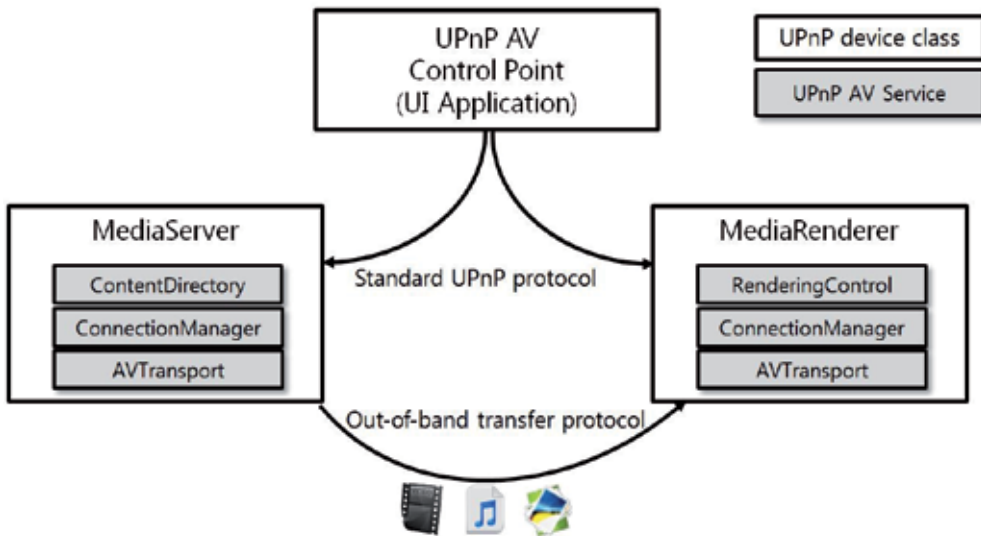 UPnP AV
Control Point
(UI Application)
UPnP device class
UPnP AV Service
MediaServer
ContentDirectory
ConnectionManager
AVTransport
Standard UPnP protocol
MediaRenderer
RenderingControl
ConnectionManager
AVTransport
Out-of-band transfer protocol